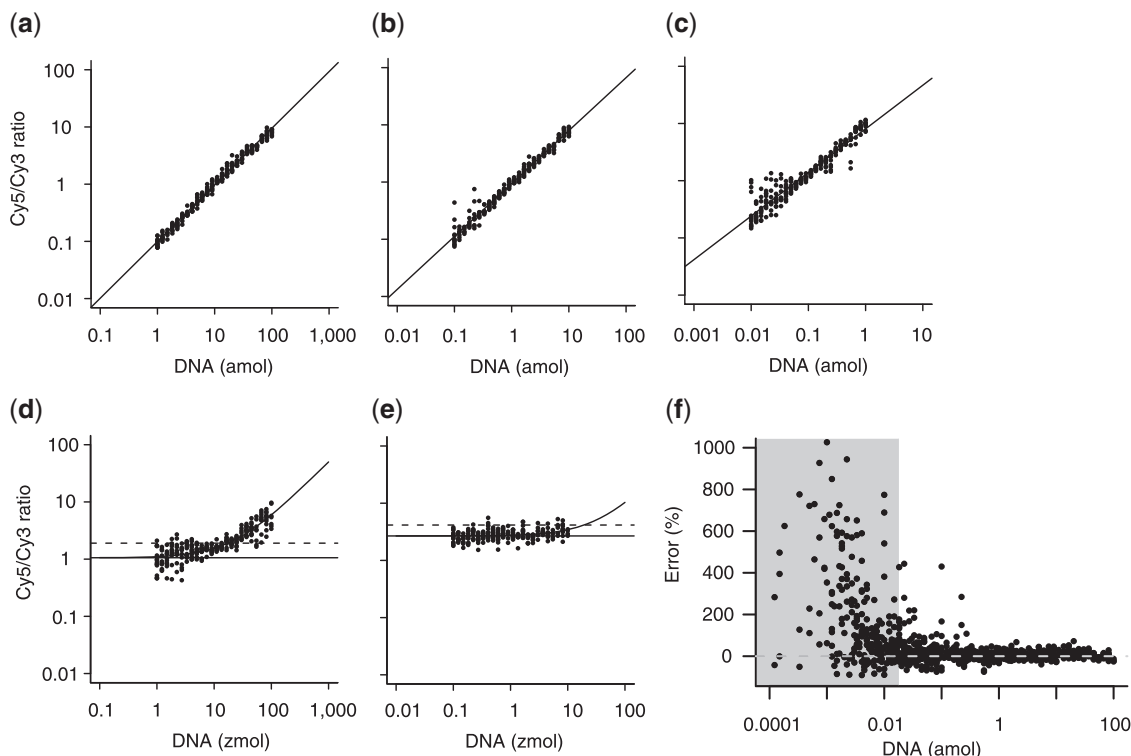 (a)
(b)
(c)
Cy5/Cy3 ratio
100
10
1
0.1
0.01
0.1 1 10 100 1,000
DNA (amol)
0.01 0.1 1 10 100
DNA (amol)
0.001 0.01 0.1 1 10
DNA (amol)
(d)
(e)
(f)
Cy5/Cy3 ratio
100
10
1
0.1
0.01
0.1 1 10 100 1,000
DNA (zmol)
0.01 0.1 1 10 100
DNA (zmol)
Error (%)
1000
800
600
400
200
0
0.0001 0.01 1 100
DNA (amol)